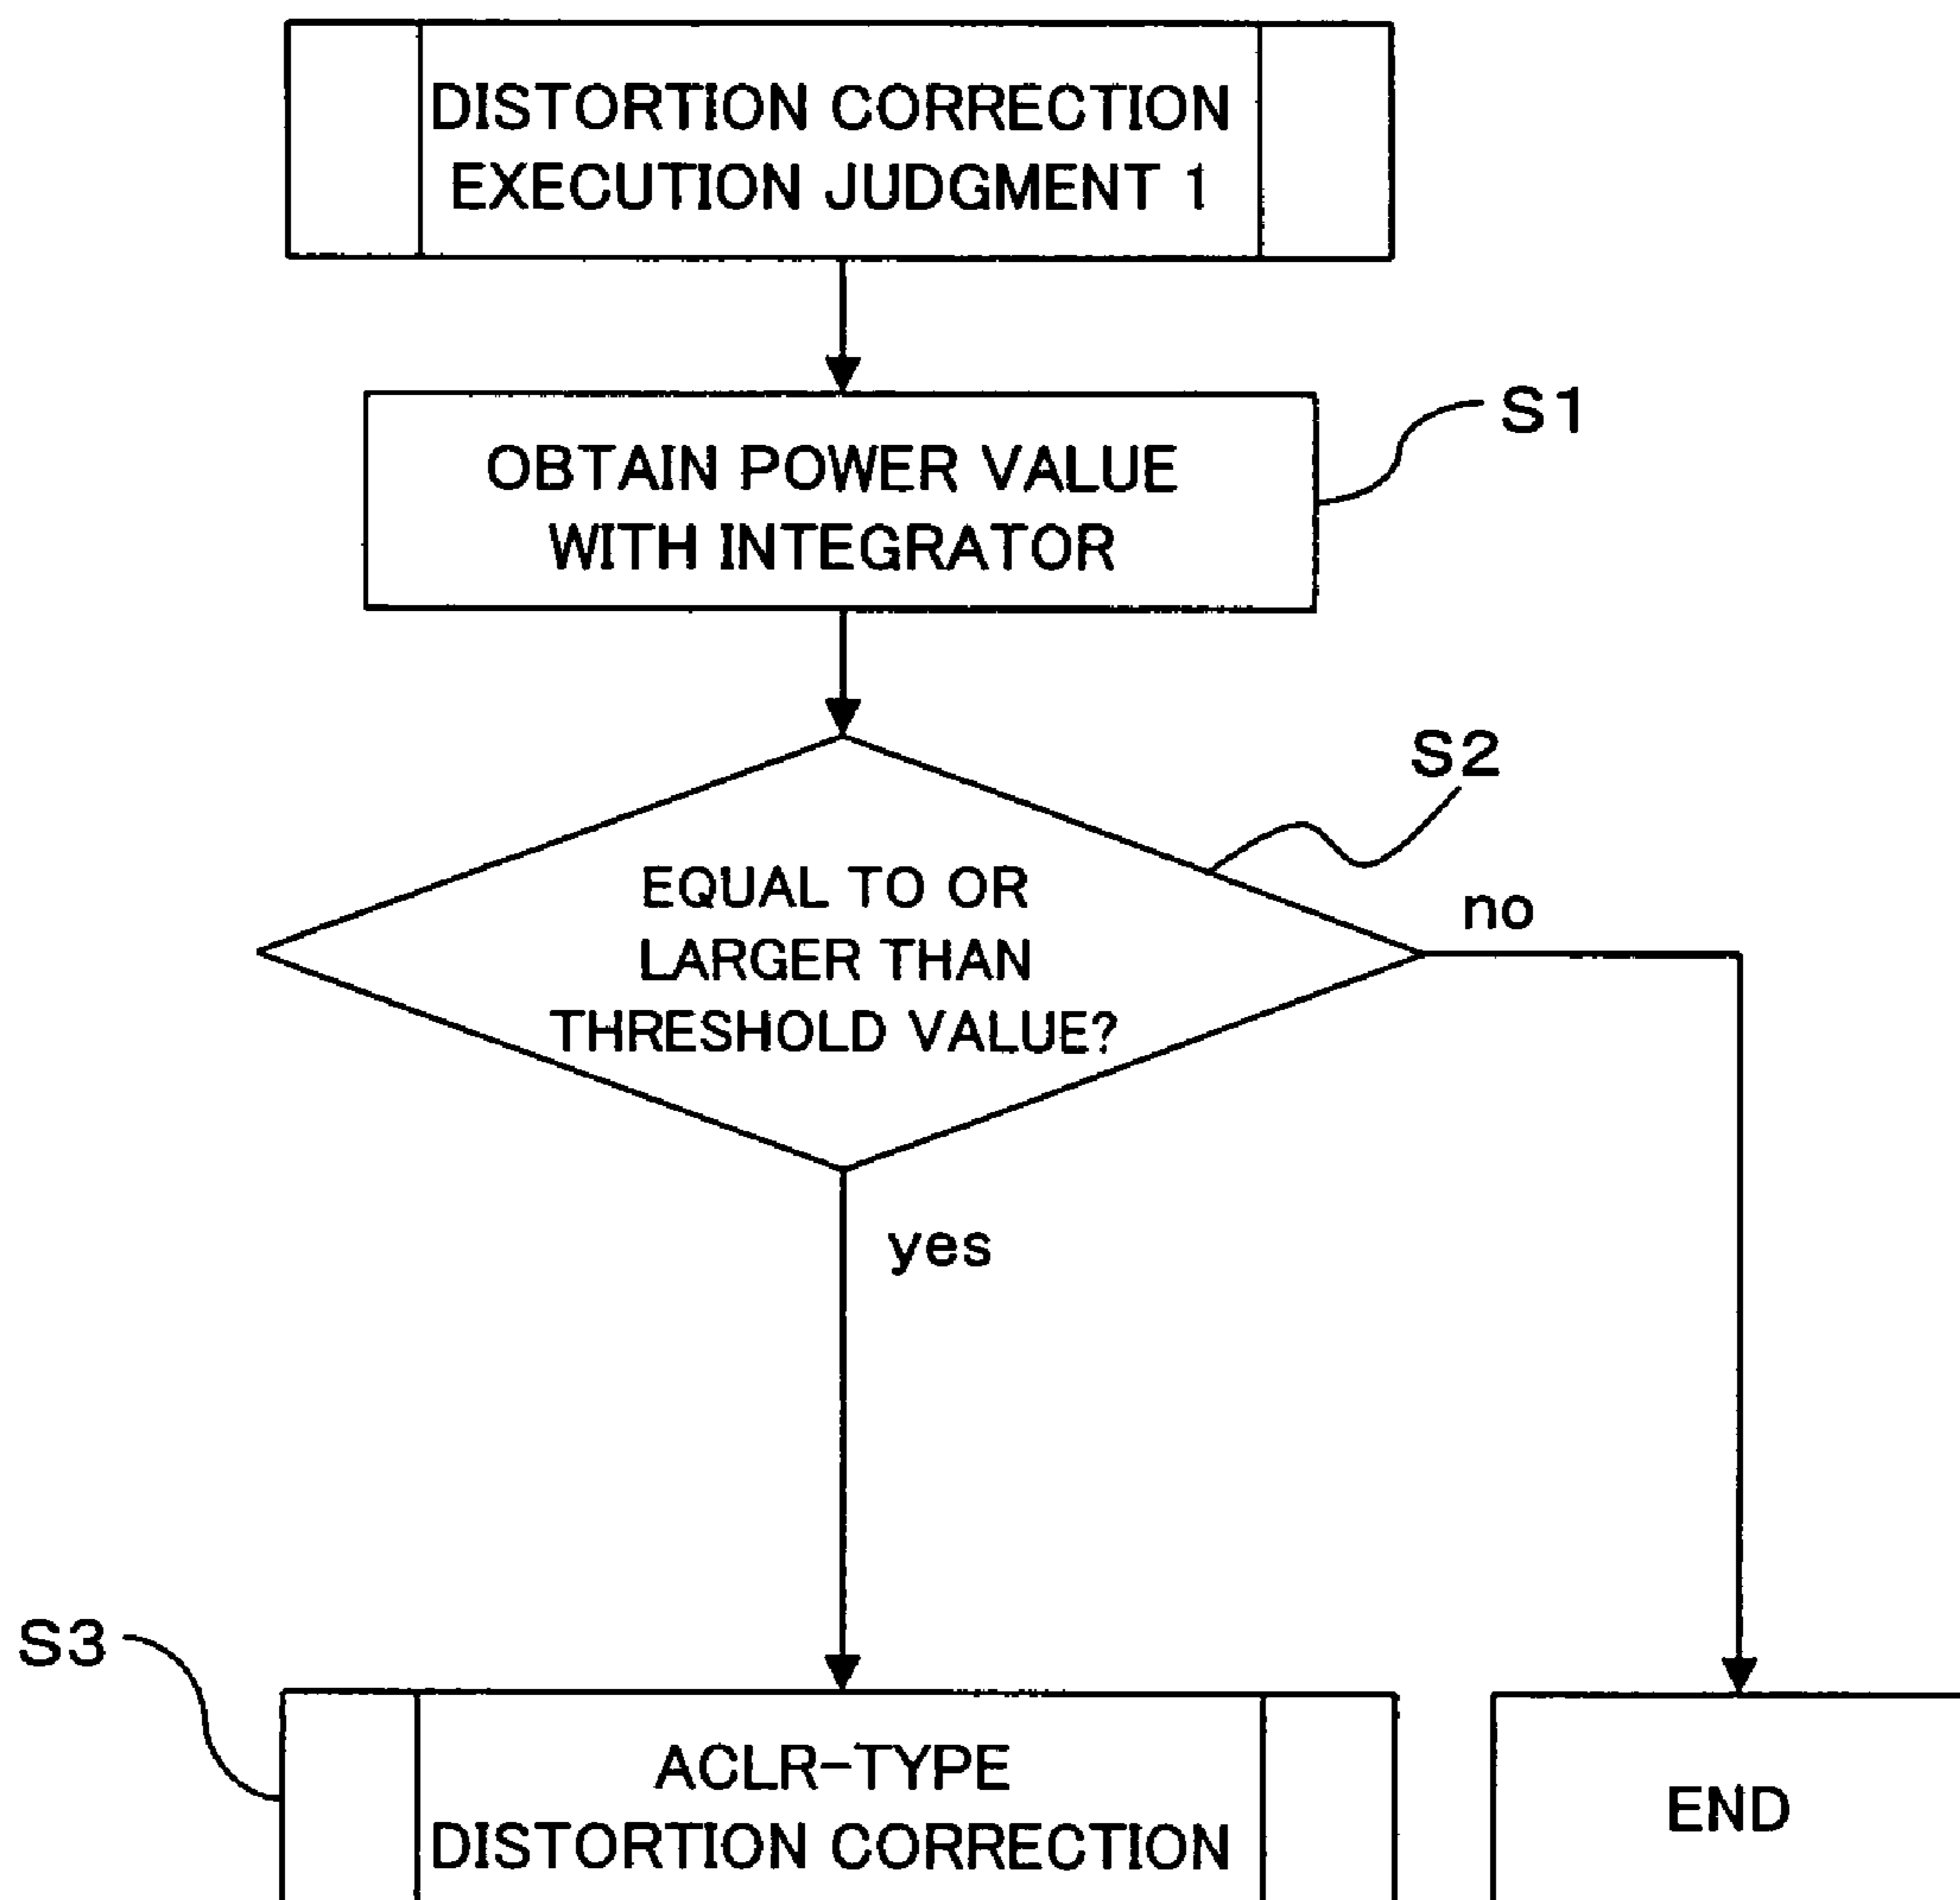 DISTORTION CORRECTION
EXECUTION JUDGMENT 1
S1
OBTAIN POWER VALUE
WITH INTEGRATOR
S2
EQUAL TO OR
LARGER THAN
THRESHOLD VALUE?
no
yes
S3
ACLR-TYPE
DISTORTION CORRECTION
END